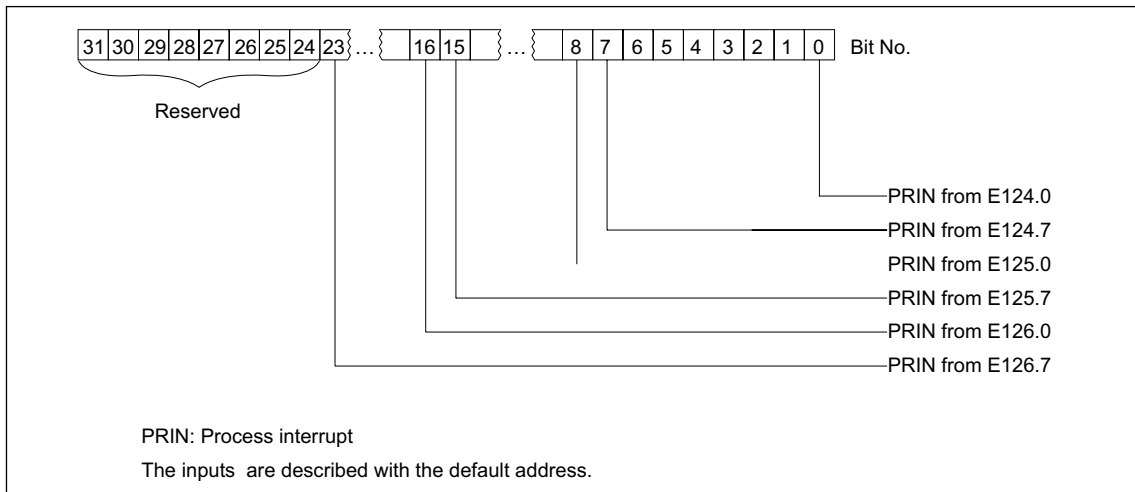 31 30 29 28 27 26 25 24 23 ... 16 15 ... 8 7 6 5 4 3 2 1 0 Bit No.
Reserved
PRIN from E124.0
PRIN from E124.7
PRIN from E125.0
PRIN from E125.7
PRIN from E126.0
PRIN from E126.7
PRIN: Process interrupt
The inputs are described with the default address.